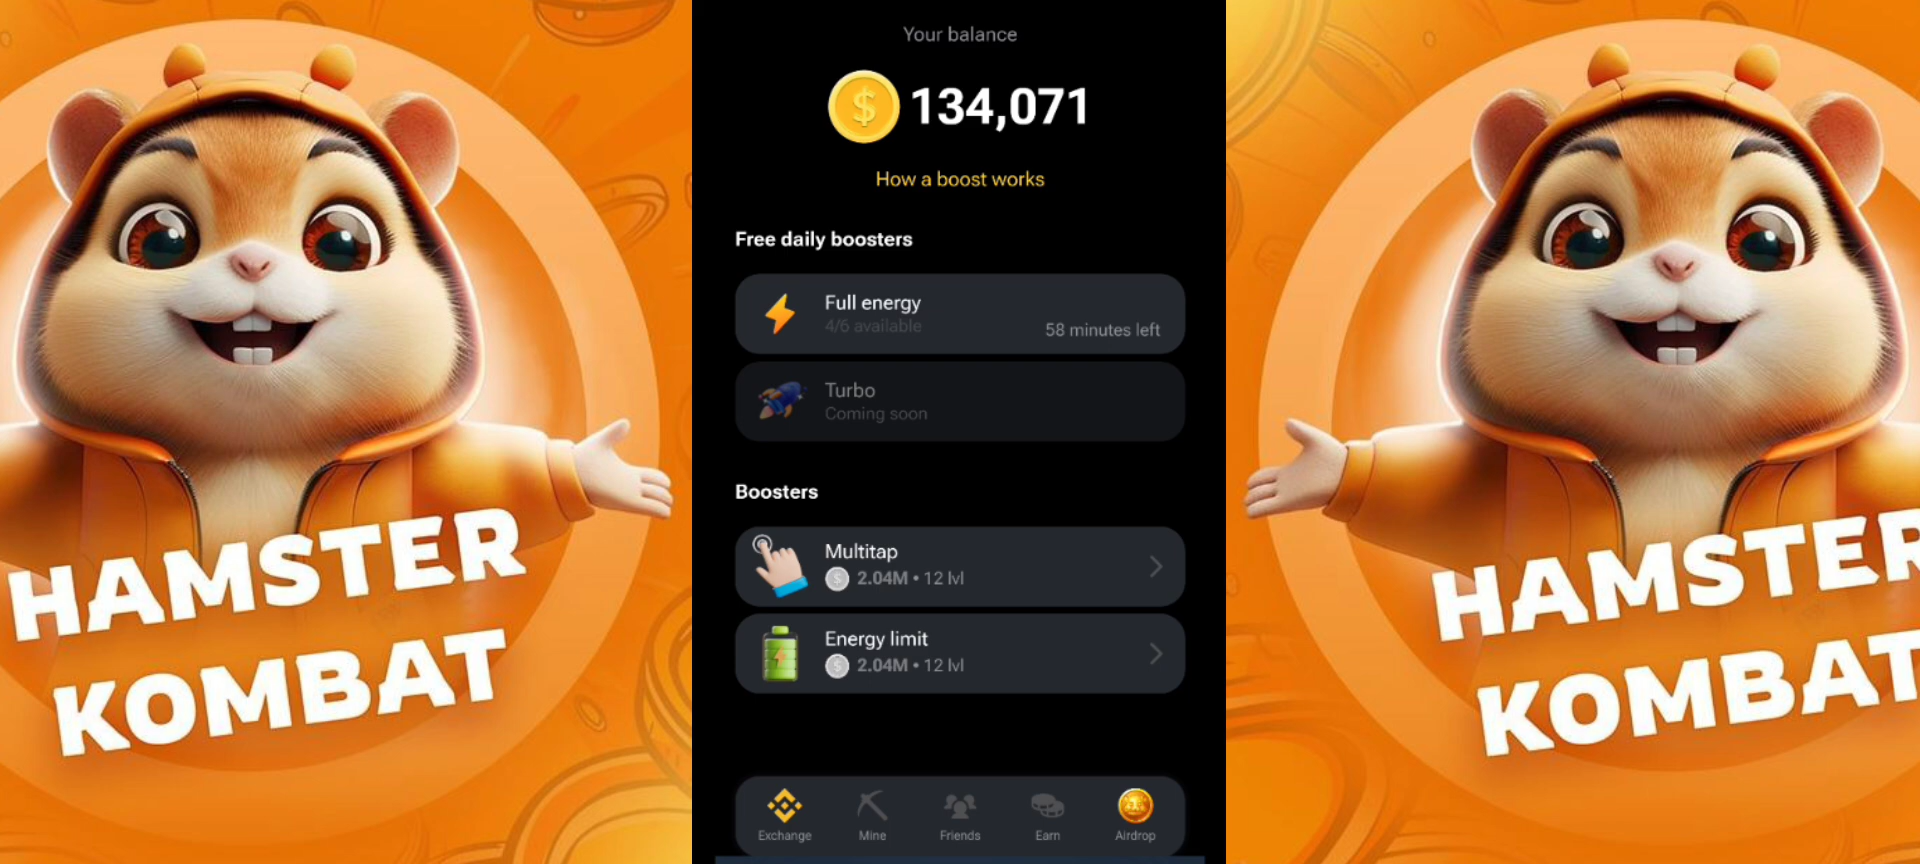 HAMSTER
KOMBAT
Your balance
134,071
How a boost works
Free daily boosters
Full energy
4/6 available
58 minutes left
Turbo
Coming soon
Boosters
Multitap
2.04M • 12 lvl
Energy limit
2.04M • 12 lvl
Exchange
Mine
Friends
Earn
Airdrop
HAMSTER
KOMBAT